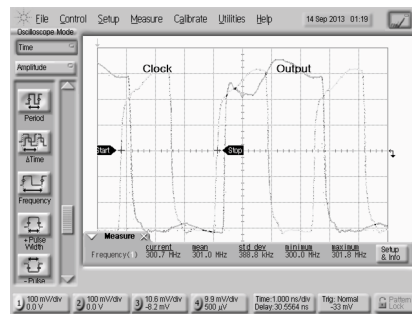 File Control Setup Measure Calibrate Utilities Help 14 Sep 2013 01:19
Oscilloscope Mode
Time
Amplitude
Clock Output
Period
ΔTime
Start Stop
Frequency
+ Pulse
Width
Measure
current mean std dev minimum maximum
Frequency( ) 300.7 MHz 301.0 MHz 388.8 kHz 300.0 MHz 301.8 MHz
Setup
& Info
- Pulse
1 100 mV/div 2 100 mV/div 3 10.6 mV/div 4 9.9 mV/div Time:1.000 ns/div Trig: Normal Pattern
0.0 V 0.0 V -8.2 mV 500 µV Delay:30.5564 ns -33 mV Lock